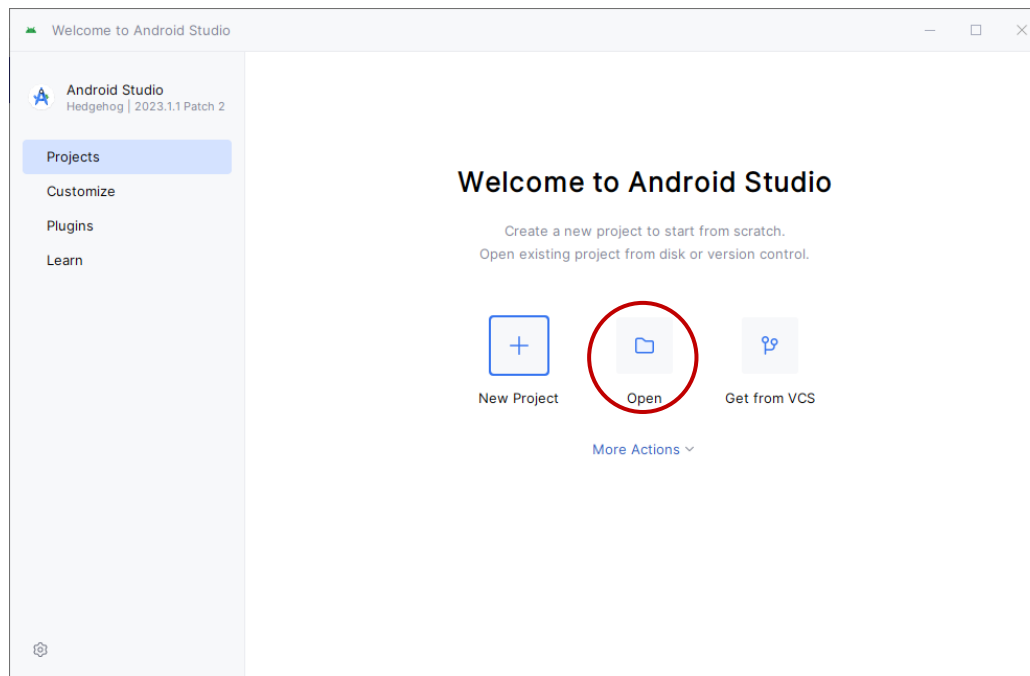 Welcome to Android Studio
Android Studio
Hedgehog | 2023.1.1 Patch 2
Projects
Customize
Plugins
Learn
Welcome to Android Studio
Create a new project to start from scratch.
Open existing project from disk or version control.
New Project
Open
Get from VCS
More Actions